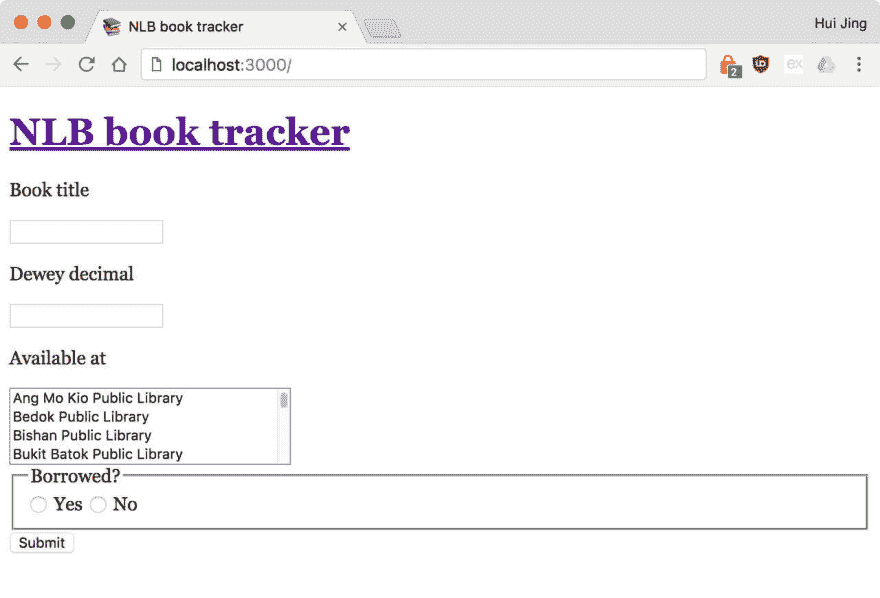 NLB book tracker
Hui Jing
localhost:3000/
ex
2
NLB book tracker
Book title
Dewey decimal
Available at
Ang Mo Kio Public Library
Bedok Public Library
Bishan Public Library
Bukit Batok Public Library
Borrowed?
Yes No
Submit